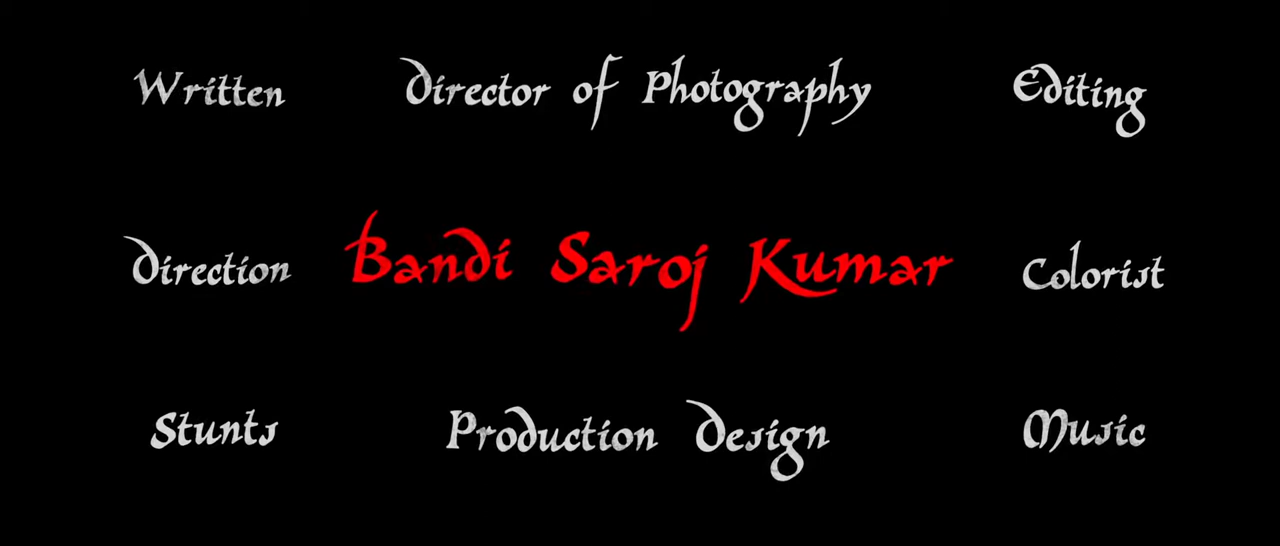 Written Director of Photography Editing
Direction Bandi Saroj Kumar Colorist
Stunts Production Design Music